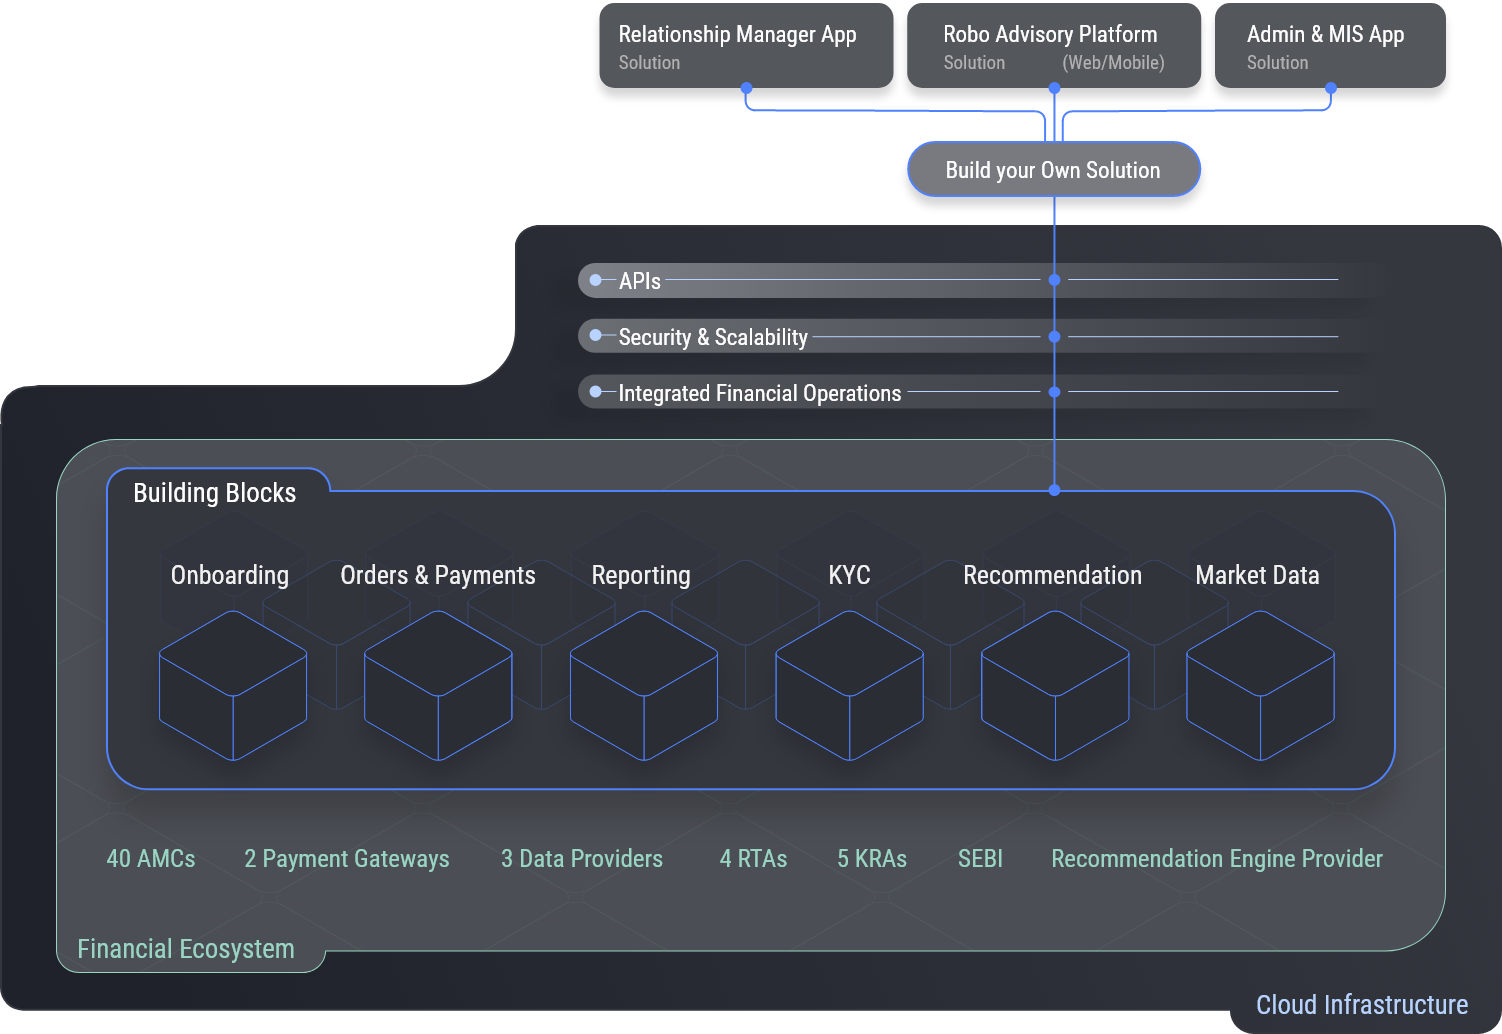 Relationship Manager App
Solution
Robo Advisory Platform
Solution (Web/Mobile)
Admin & MIS App
Solution
Build your Own Solution
APIs
Security & Scalability
Integrated Financial Operations
Building Blocks
Onboarding
Orders & Payments
Reporting
KYC
Recommendation
Market Data
40 AMCs
2 Payment Gateways
3 Data Providers
4 RTAs
5 KRAs
SEBI
Recommendation Engine Provider
Financial Ecosystem
Cloud Infrastructure